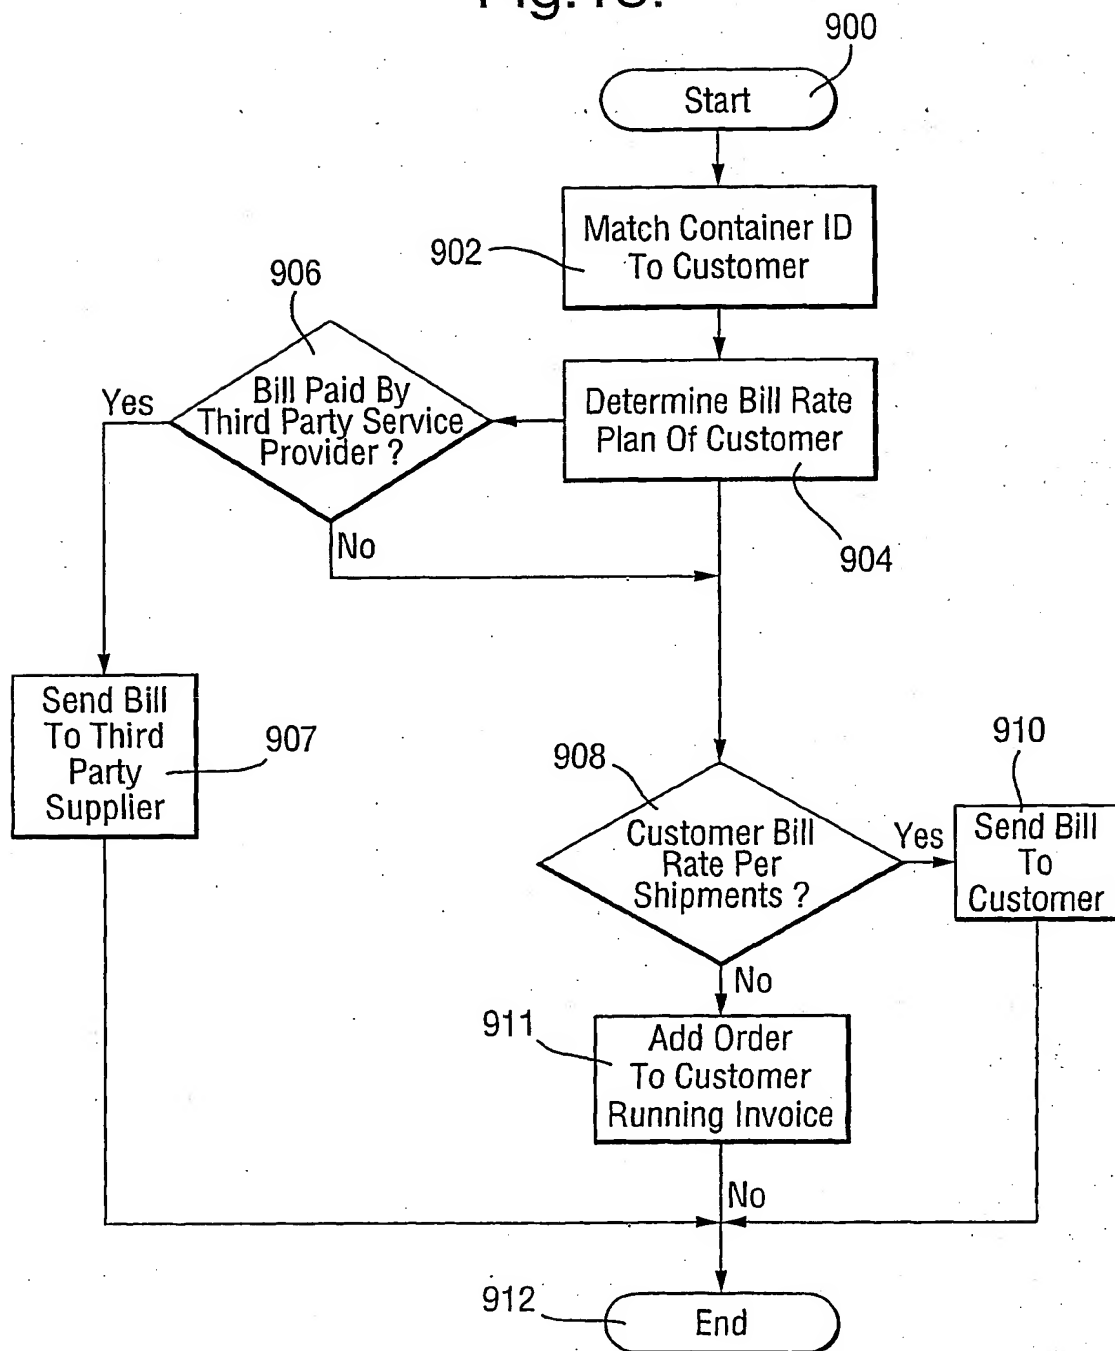 900
Start
Match Container ID
To Customer
902
906
Bill Paid By
Third Party Service
Provider ?
Yes
No
Determine Bill Rate
Plan Of Customer
904
Send Bill
To Third
Party
Supplier
907
908
Customer Bill
Rate Per
Shipments ?
Yes
910
Send Bill
To
Customer
No
911
Add Order
To Customer
Running Invoice
No
912
End